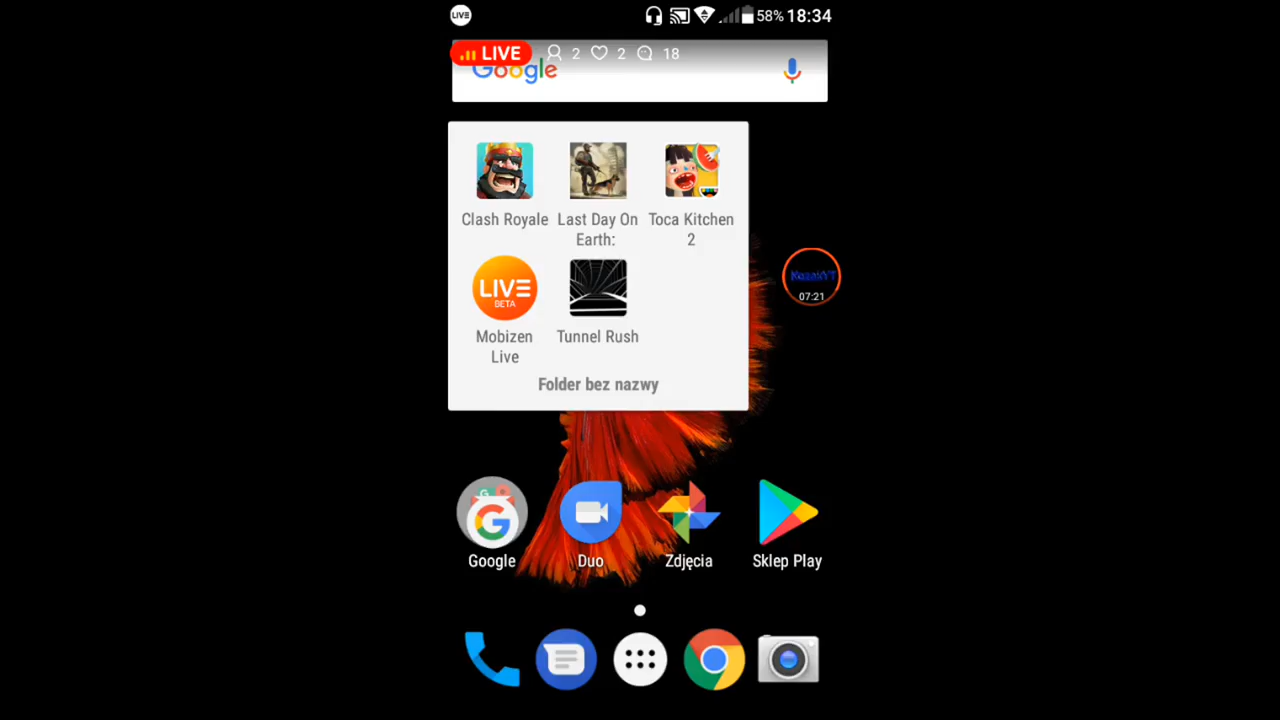 LIVE
58% 18:34
LIVE 2 2 18
Google
Clash Royale
Last Day On Earth:
Toca Kitchen 2
LIVE
BETA
Mobizen Live
Tunnel Rush
Folder bez nazwy
07:21
Google
Duo
Zdjęcia
Sklep Play